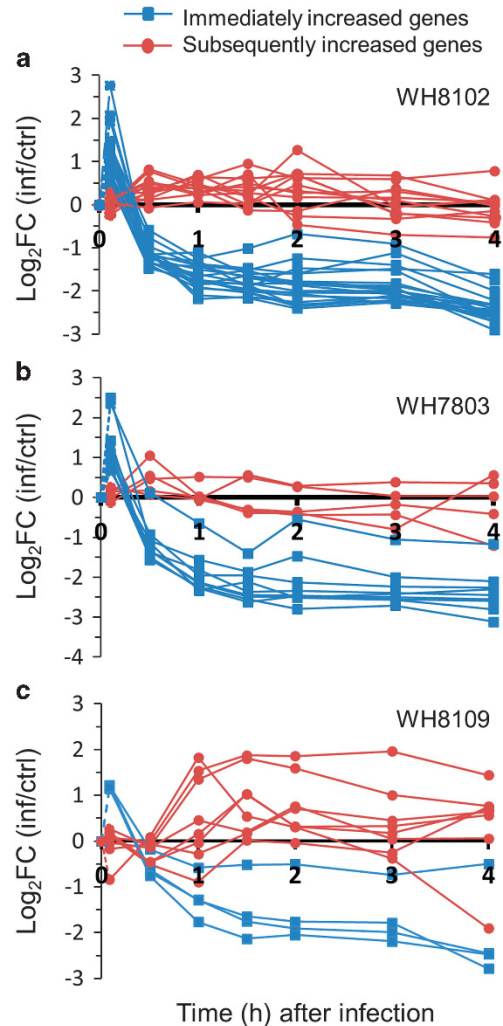 Immediately increased genes
Subsequently increased genes
a
WH8102
Log₂FC (inf/ctrl)
3
2
1
0
-1
-2
-3
0 1 2 3 4
b
WH7803
Log₂FC (inf/ctrl)
3
2
1
0
-1
-2
-3
-4
0 1 2 3 4
c
WH8109
Log₂FC (inf/ctrl)
3
2
1
0
-1
-2
-3
0 1 2 3 4
Time (h) after infection